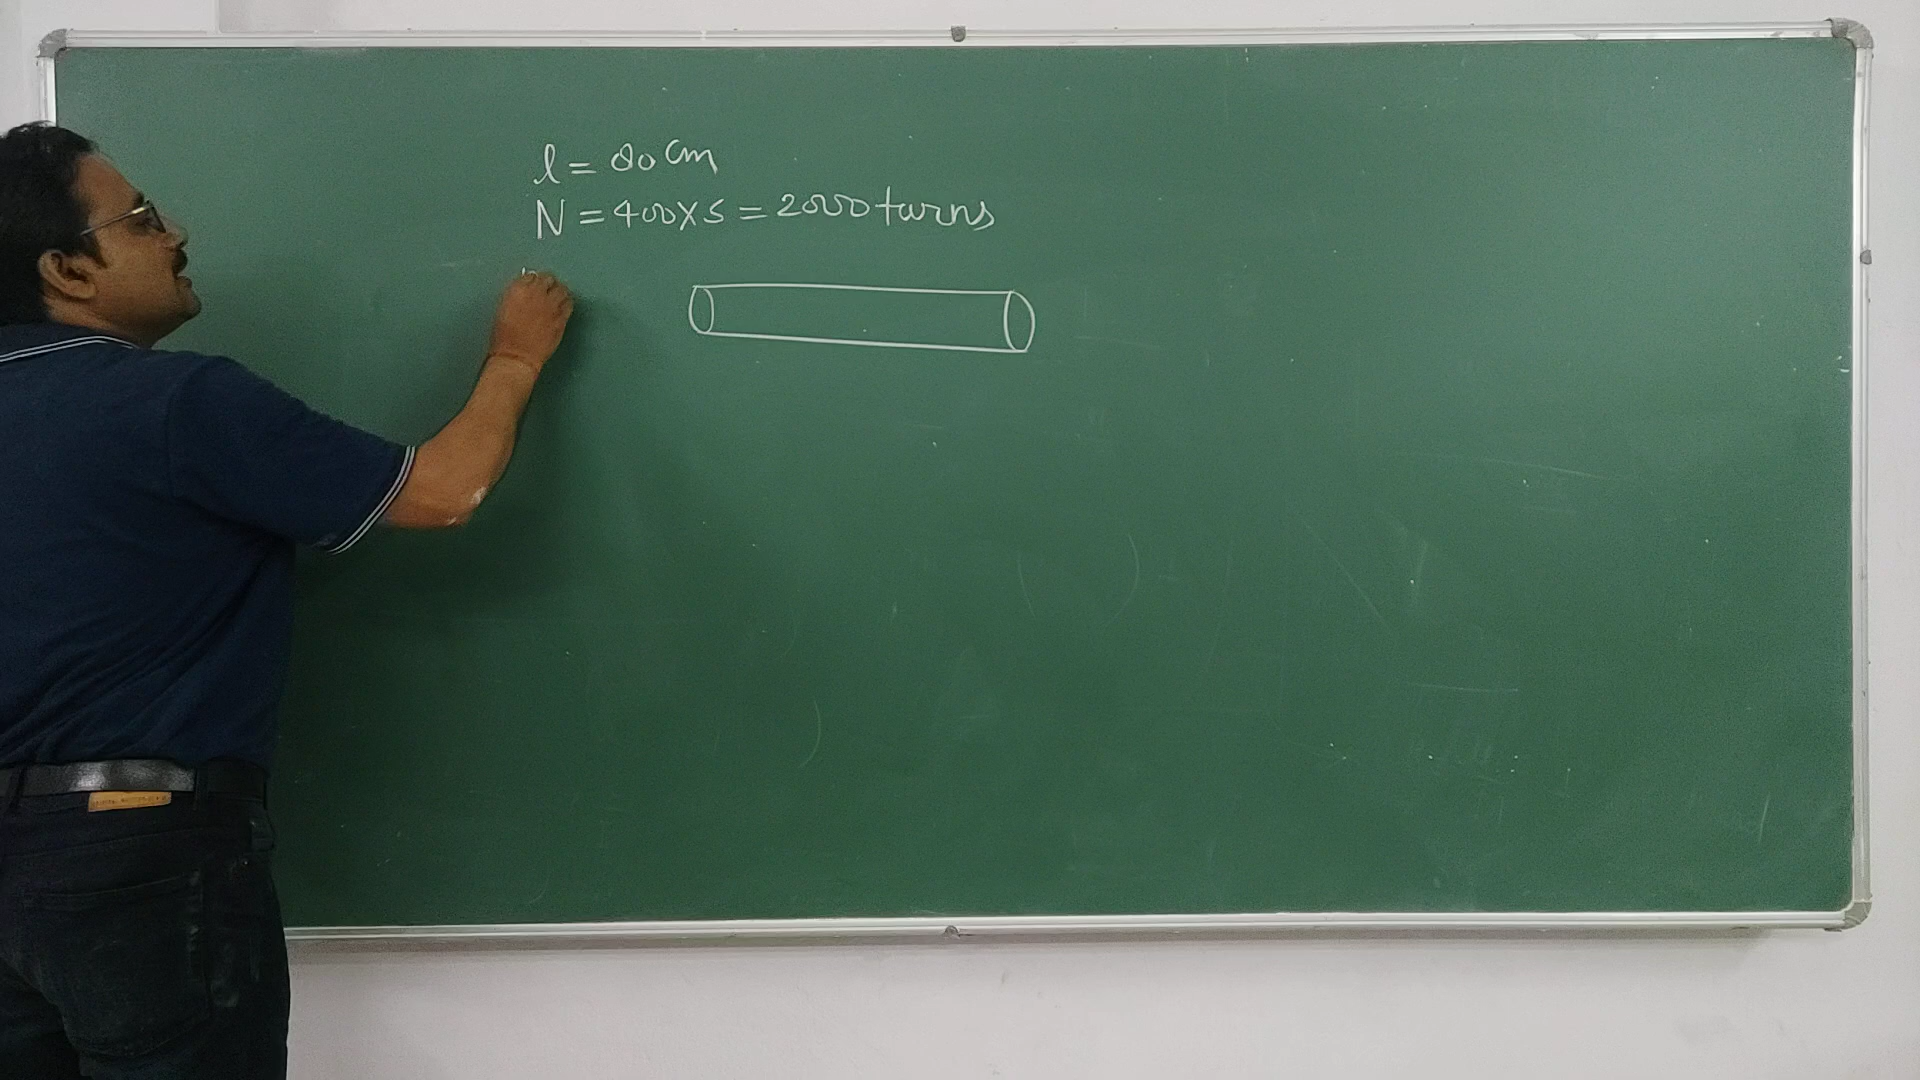 l = 80 cm
N = 400 X 5 = 2000 turns